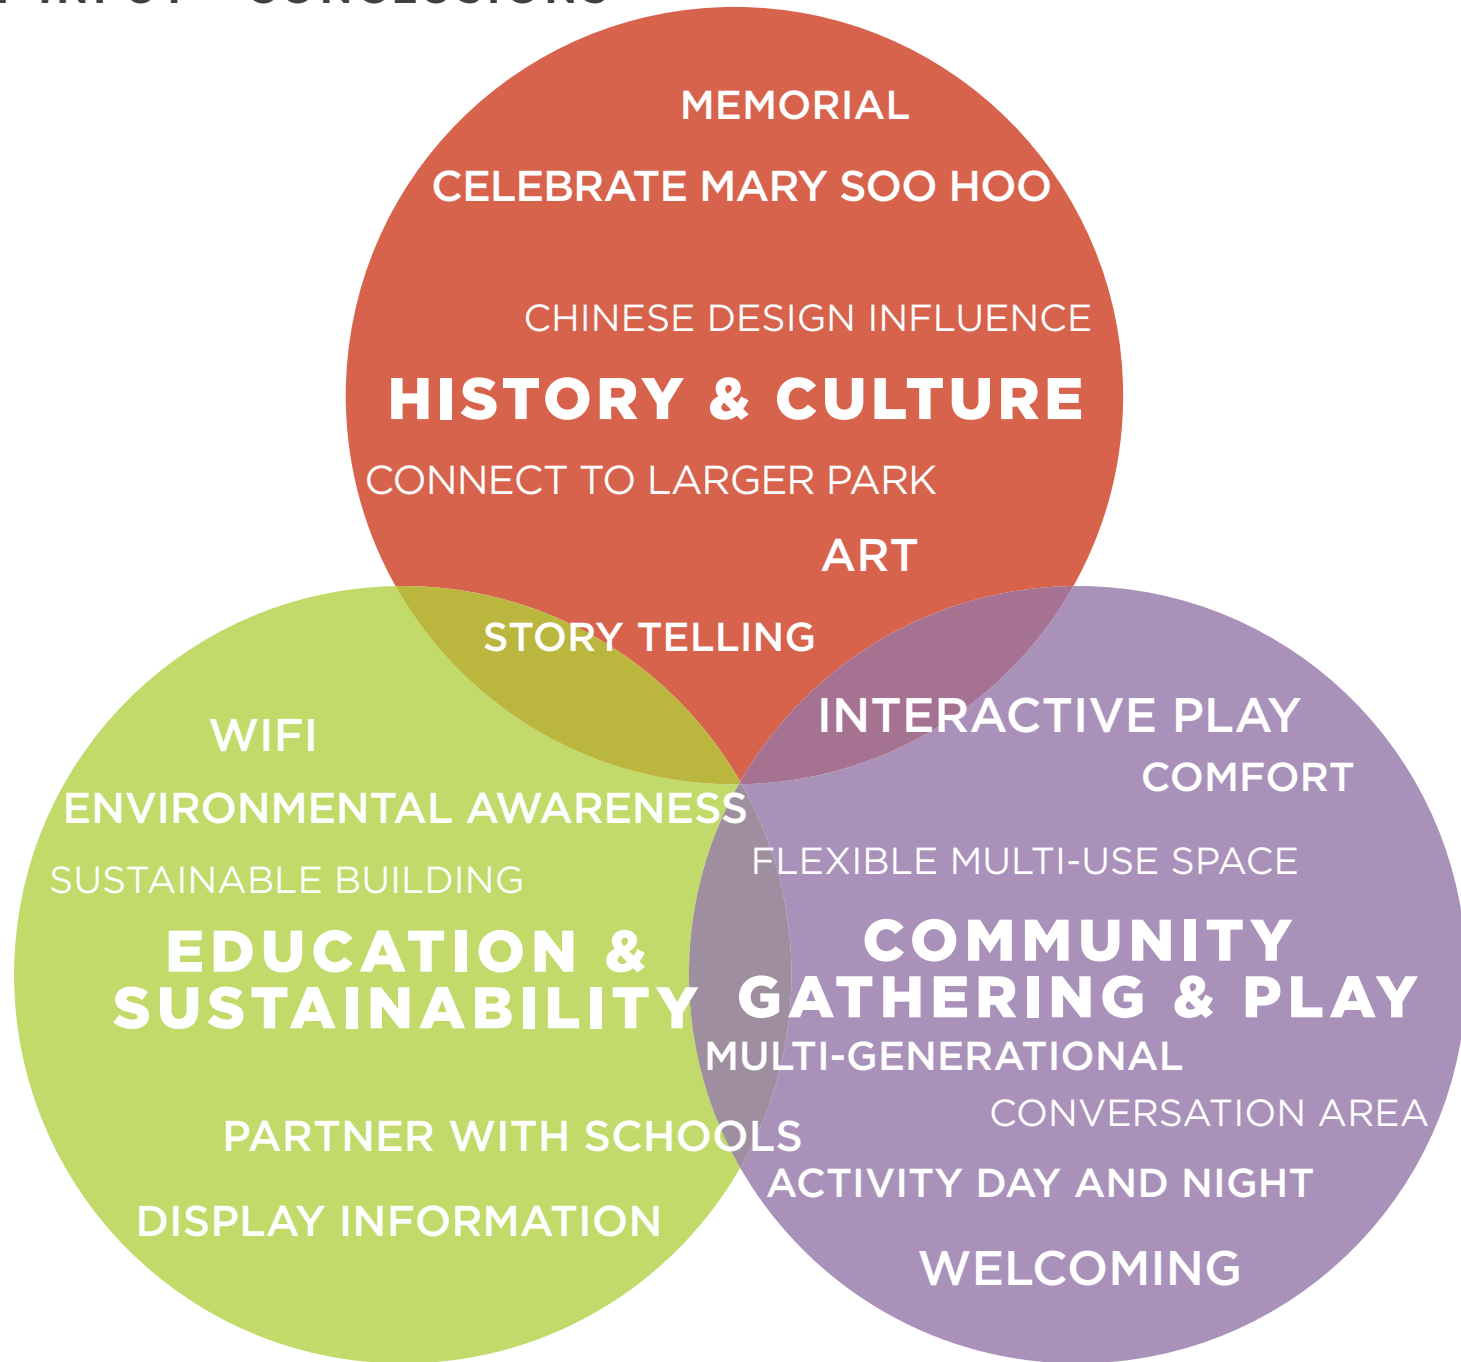 INPUT - CONCLUSIONS
MEMORIAL
CELEBRATE MARY SOO HOO
CHINESE DESIGN INFLUENCE
HISTORY & CULTURE
CONNECT TO LARGER PARK
ART
STORY TELLING
WIFI
ENVIRONMENTAL AWARENESS
SUSTAINABLE BUILDING
EDUCATION &
SUSTAINABILITY
PARTNER WITH SCHOOLS
DISPLAY INFORMATION
INTERACTIVE PLAY
COMFORT
FLEXIBLE MULTI-USE SPACE
COMMUNITY
GATHERING & PLAY
MULTI-GENERATIONAL
CONVERSATION AREA
ACTIVITY DAY AND NIGHT
WELCOMING